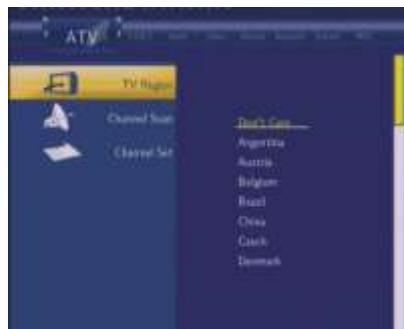 ATV
TV Region
Channel Scan
Channel Set
Don't Care
Argentina
Austria
Belgium
Brazil
China
Czech
Denmark